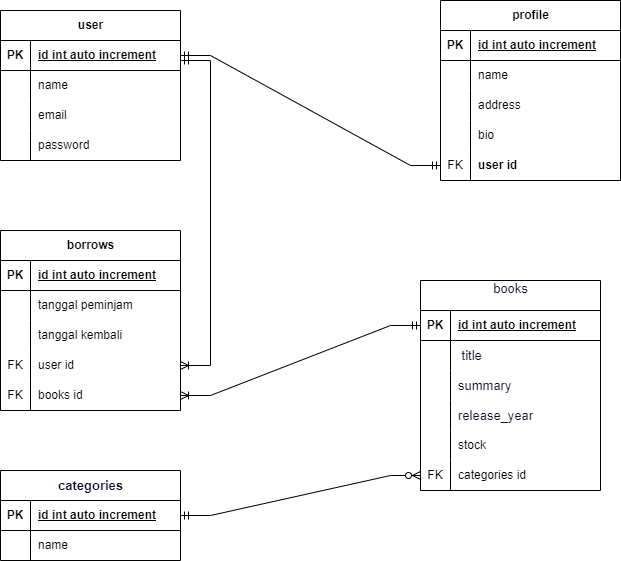 user
PK id int auto increment
name
email
password
profile
PK id int auto increment
name
address
bio
FK user id
borrows
PK id int auto increment
tanggal peminjam
tanggal kembali
FK user id
FK books id
books
PK id int auto increment
title
summary
release_year
stock
FK categories id
categories
PK id int auto increment
name